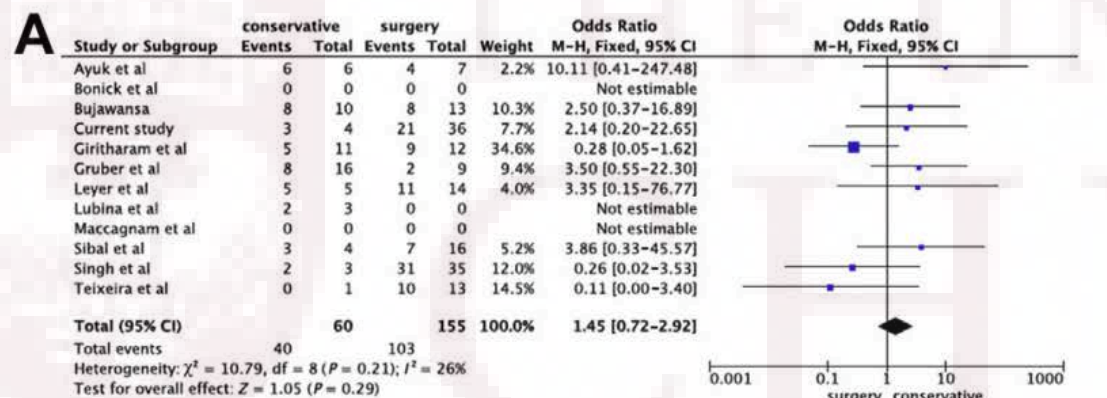 A
conservative surgery Odds Ratio Odds Ratio
Study or Subgroup Events Total Events Total Weight M-H, Fixed, 95% CI M-H, Fixed, 95% CI
Ayuk et al 6 6 4 7 2.2% 10.11 [0.41-247.48]
Bonick et al 0 0 0 0 Not estimable
Bujawansa 8 10 8 13 10.3% 2.50 [0.37-16.89]
Current study 3 4 21 36 7.7% 2.14 [0.20-22.65]
Giritharam et al 5 11 9 12 34.6% 0.28 [0.05-1.62]
Gruber et al 8 16 2 9 9.4% 3.50 [0.55-22.30]
Leyer et al 5 5 11 14 4.0% 3.35 [0.15-76.77]
Lubina et al 2 3 0 0 Not estimable
Maccagnam et al 0 0 0 0 Not estimable
Sibal et al 3 4 7 16 5.2% 3.86 [0.33-45.57]
Singh et al 2 3 31 35 12.0% 0.26 [0.02-3.53]
Teixeira et al 0 1 10 13 14.5% 0.11 [0.00-3.40]
Total (95% CI) 60 155 100.0% 1.45 [0.72-2.92]
Total events 40 103
Heterogeneity: χ² = 10.79, df = 8 (P = 0.21); I² = 26%
Test for overall effect: Z = 1.05 (P = 0.29)
0.001 0.1 1 10 1000
surgery conservative